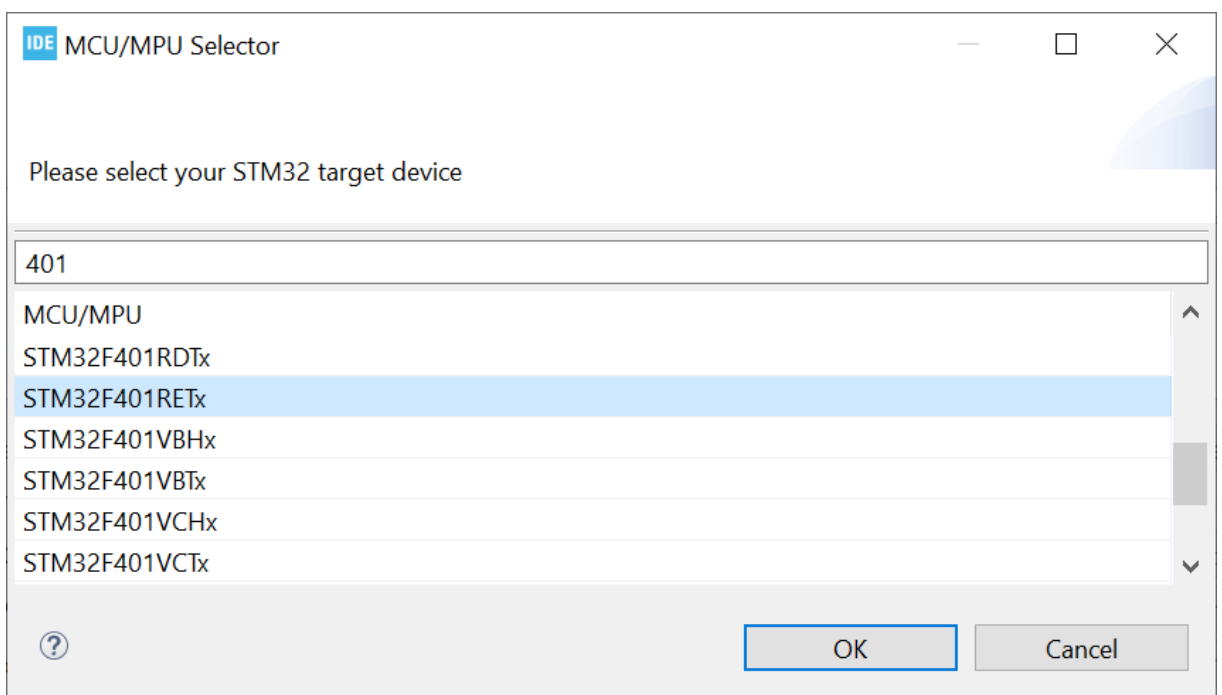 IDE MCU/MPU Selector
Please select your STM32 target device
401
MCU/MPU
STM32F401RDTx
STM32F401RETx
STM32F401VBHx
STM32F401VBTx
STM32F401VCHx
STM32F401VCTx
? OK Cancel